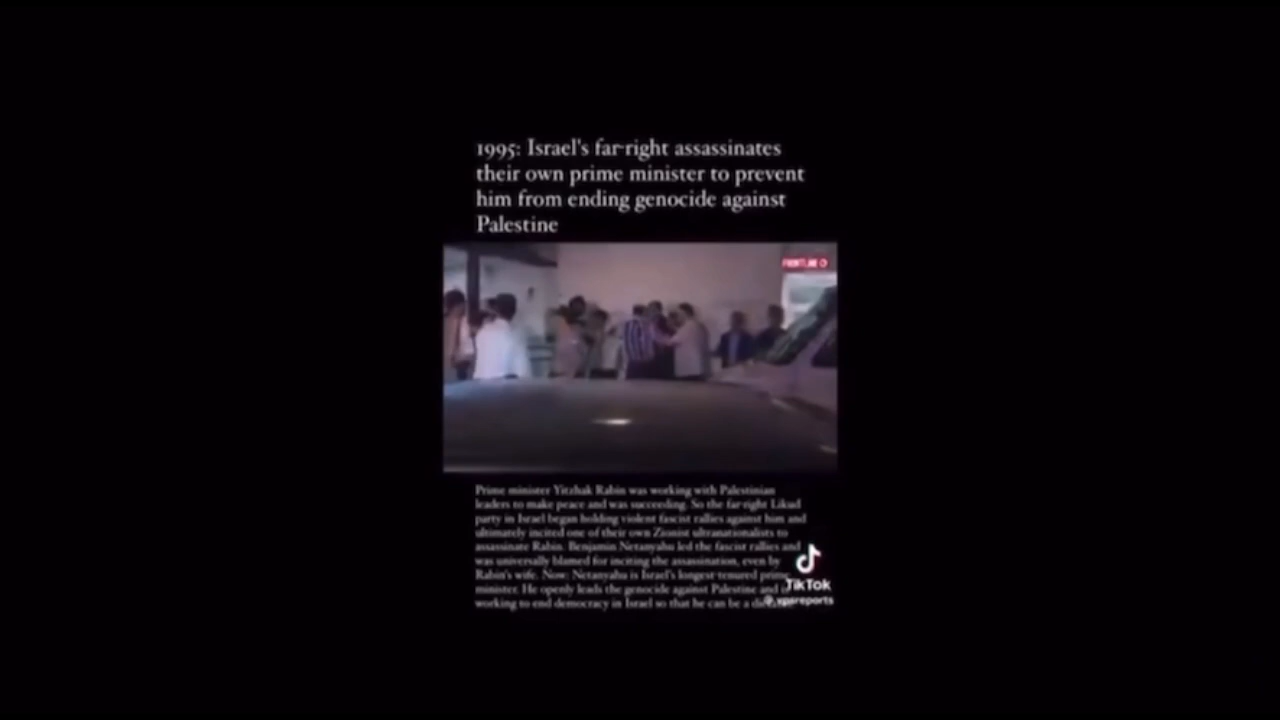 1995: Israel's far-right assassinates
their own prime minister to prevent
him from ending genocide against
Palestine
FRONTLINE
Prime minister Yitzhak Rabin was working with Palestinian
leaders to make peace and was succeeding. So the far-right Likud
party in Israel began holding violent fascist rallies against him and
ultimately incited one of their own Zionist ultranationalists to
assassinate Rabin. Benjamin Netanyahu led the fascist rallies and
was universally blamed for inciting the assassination, even by
Rabin's wife. Now: Netanyahu is Israel's longest-tenured prime
minister. He openly leads the genocide against Palestine and
working to end democracy in Israel so that he can be a
TikTok